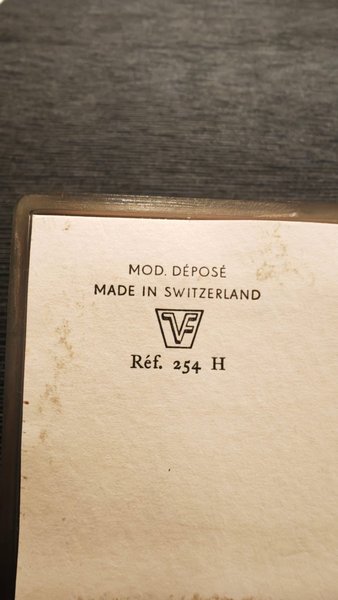 MOD. DÉPOSÉ
MADE IN SWITZERLAND
VF
Réf. 254 H